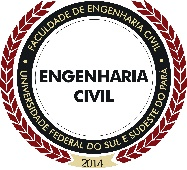 FACULDADE DE ENGENHARIA CIVIL
ENGENHARIA
CIVIL
UNIVERSIDADE FEDERAL DO SUL E SUDESTE DO PARÁ
2014